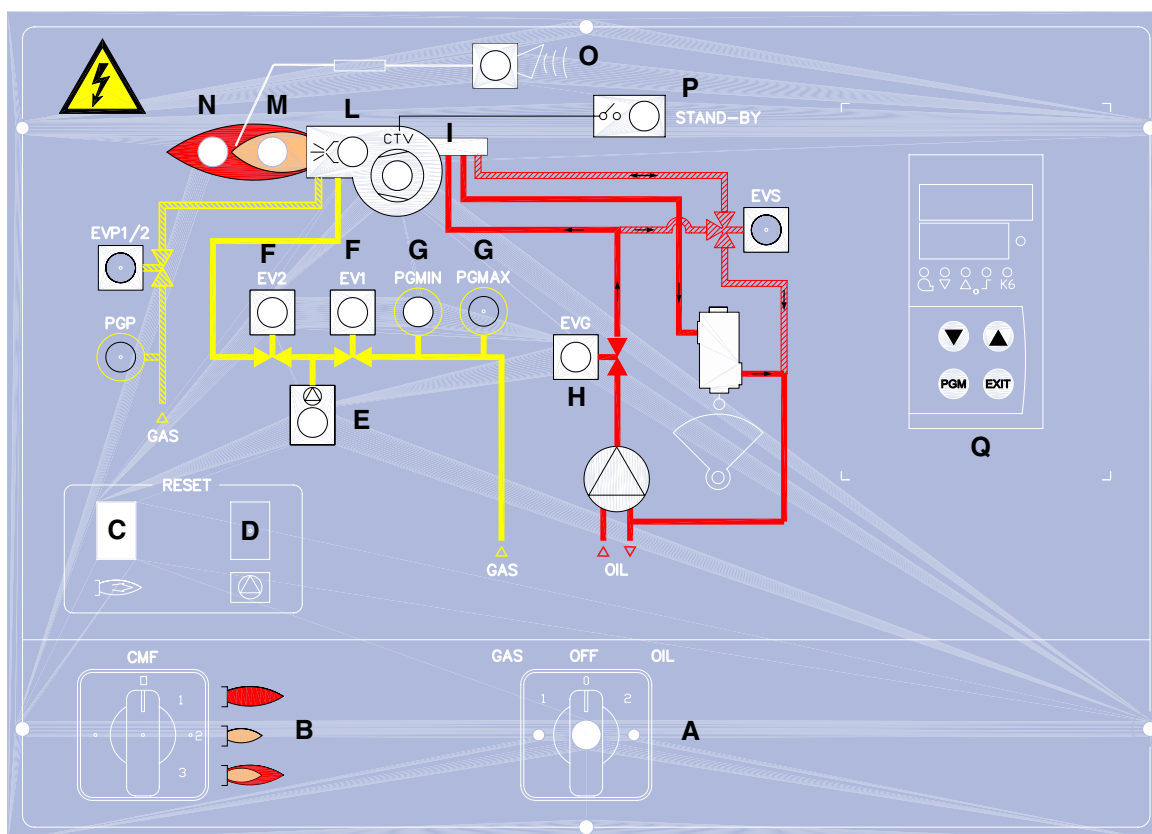 O
P
N M L
I
CTV
STAND-BY
EVS
EVP1/2
F F G G
EV2 EV1 PGMIN PGMAX
K6
PGP
EVG
H
E
PGM EXIT
GAS
Q
RESET
C D
GAS OIL
CMF
GAS OFF OIL
0
1
1 2
B A
2
3